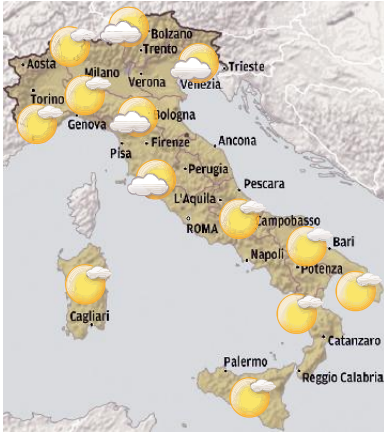 Bolzano
Trento
Aosta
Milano
Verona
Trieste
Venezia
Torino
Genova
Bologna
Pisa
Firenze
Ancona
Perugia
Pescara
L'Aquila
ROMA
Campobasso
Bari
Napoli
Potenza
Cagliari
Catanzaro
Palermo
Reggio Calabria